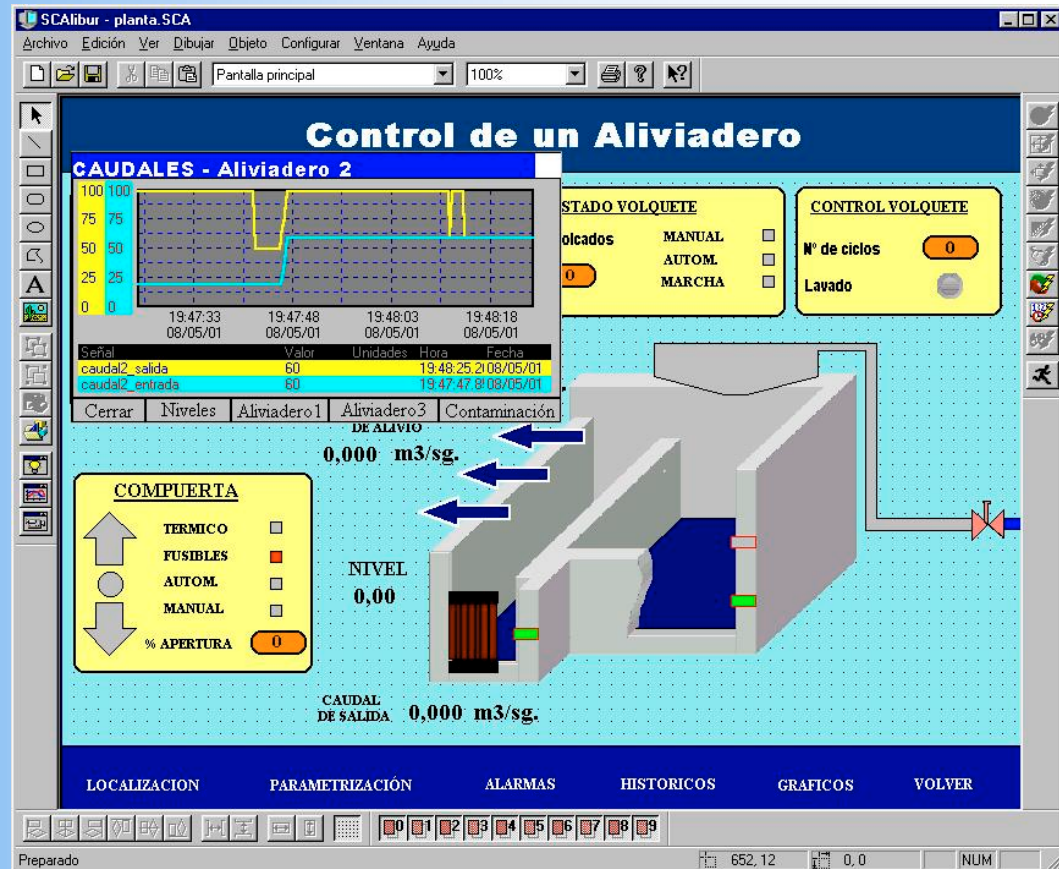 SCAlibur - planta.SCA
Archivo Edición Ver Dibujar Objeto Configurar Ventana Ayuda
Pantalla principal 100%
Control de un Aliviadero
CAUDALES - Aliviadero 2
100 100
75 75
50 50
25 25
0 0
19:47:33 19:47:48 19:48:03 19:48:18
08/05/01 08/05/01 08/05/01 08/05/01
Señal Valor Unidades Hora Fecha
caudal2_salida 60 19:48:25.2 08/05/01
caudal2_entrada 60 19:47:47.8 08/05/01
Cerrar Niveles Aliviadero1 Aliviadero3 Contaminación
STADO VOLQUETE
olcados MANUAL
AUTOM.
0 MARCHA
CONTROL VOLQUETE
Nº de ciclos 0
Lavado
DE ALIVIO
0,000 m3/sg.
COMPUERTA
TERMICO
FUSIBLES
AUTOM.
MANUAL
% APERTURA 0
NIVEL
0,00
CAUDAL
DE SALIDA 0,000 m3/sg.
LOCALIZACION PARAMETRIZACIÓN ALARMAS HISTORICOS GRAFICOS VOLVER
0 1 2 3 4 5 6 7 8 9
Preparado 652, 12 0, 0 NUM